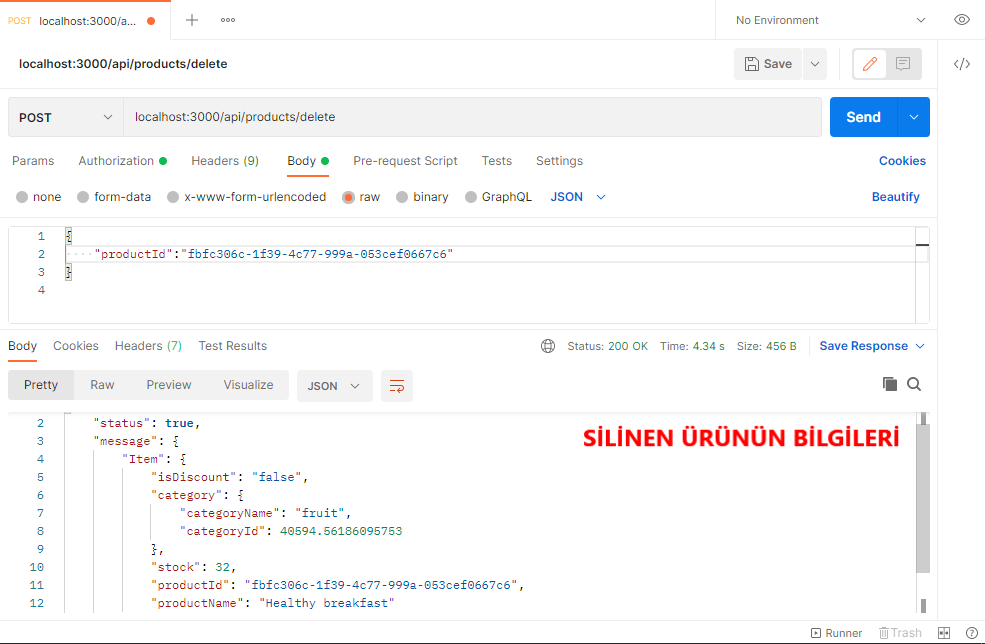 POST localhost:3000/a...
No Environment
localhost:3000/api/products/delete
Save
POST localhost:3000/api/products/delete Send
Params Authorization Headers (9) Body Pre-request Script Tests Settings Cookies
none form-data x-www-form-urlencoded raw binary GraphQL JSON Beautify
1 {
2 "productId":"fbfc306c-1f39-4c77-999a-053cef0667c6"
3 }
4
Body Cookies Headers (7) Test Results Status: 200 OK Time: 4.34 s Size: 456 B Save Response
Pretty Raw Preview Visualize JSON
2 "status": true,
SİLİNEN ÜRÜNÜN BİLGİLERİ
3 "message": {
4 "Item": {
5 "isDiscount": "false",
6 "category": {
7 "categoryName": "fruit",
8 "categoryId": 40594.56186095753
9 },
10 "stock": 32,
11 "productId": "fbfc306c-1f39-4c77-999a-053cef0667c6",
12 "productName": "Healthy breakfast"
Runner Trash